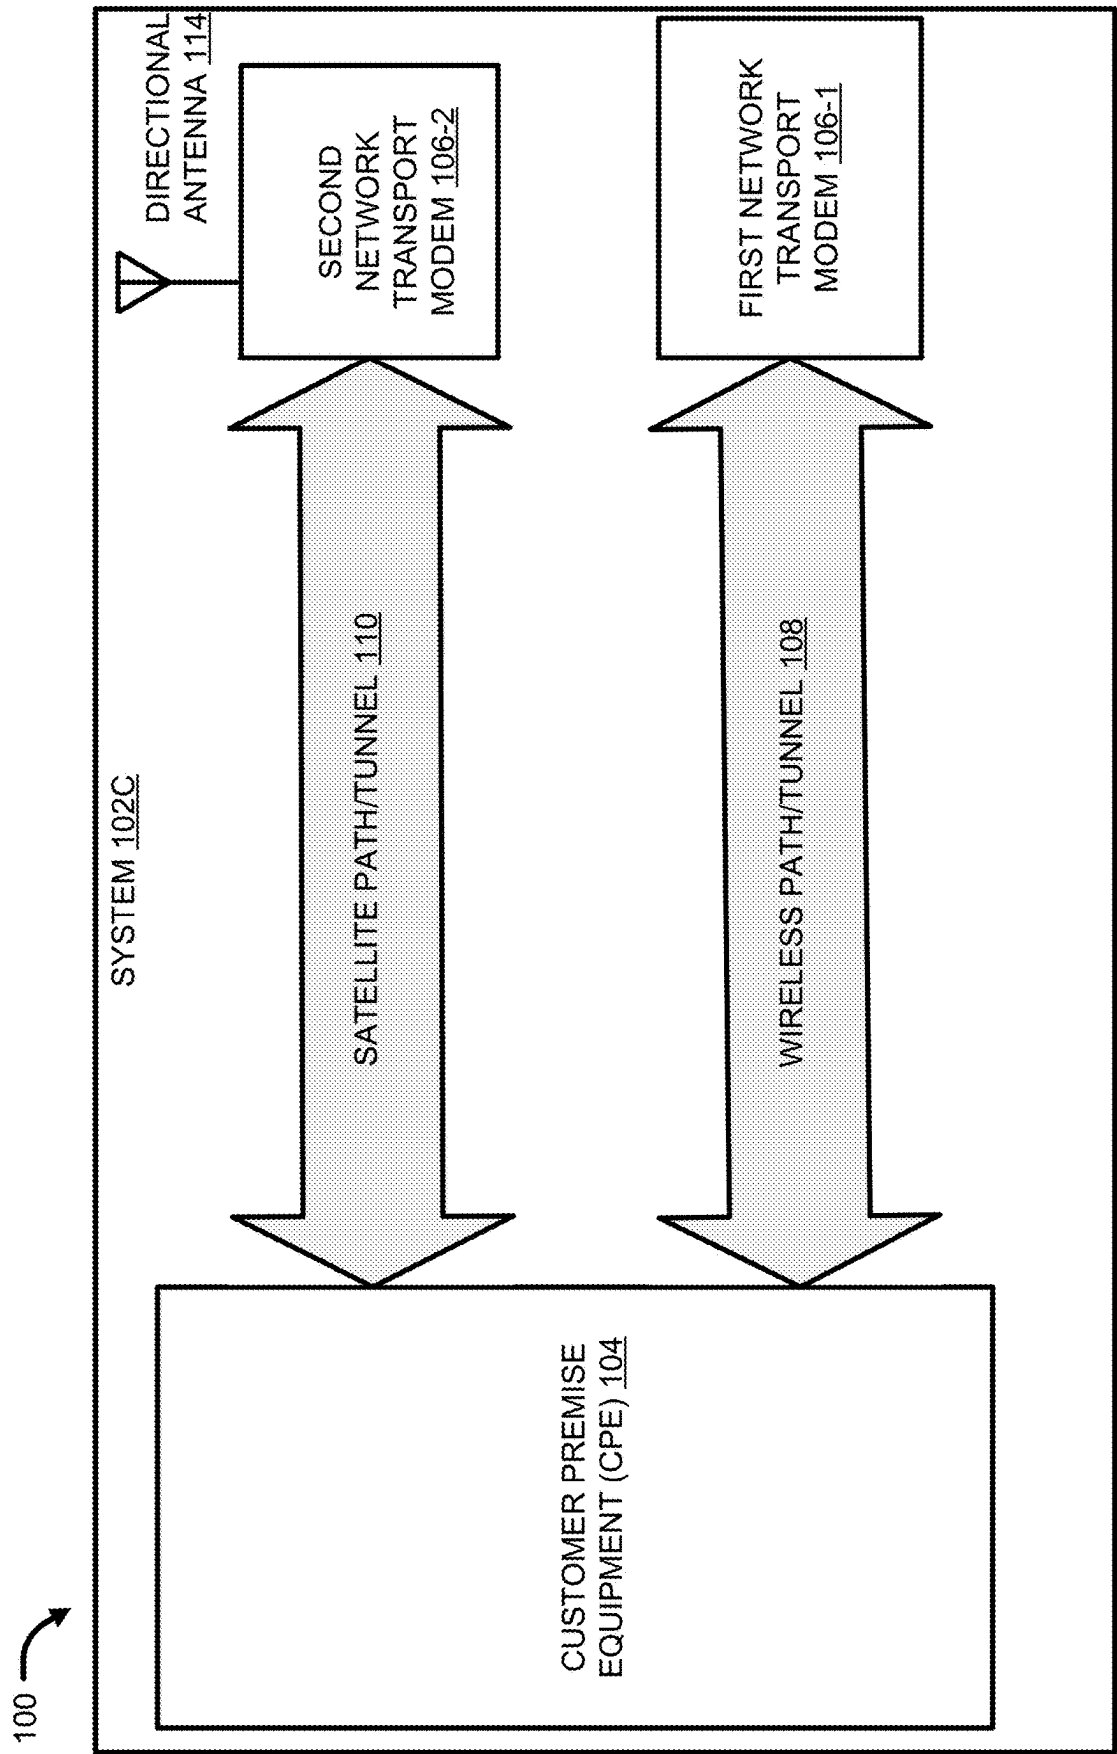 100
SYSTEM 102C
DIRECTIONAL
ANTENNA 114
SECOND
NETWORK
TRANSPORT
MODEM 106-2
SATELLITE PATH/TUNNEL 110
CUSTOMER PREMISE
EQUIPMENT (CPE) 104
WIRELESS PATH/TUNNEL 108
FIRST NETWORK
TRANSPORT
MODEM 106-1